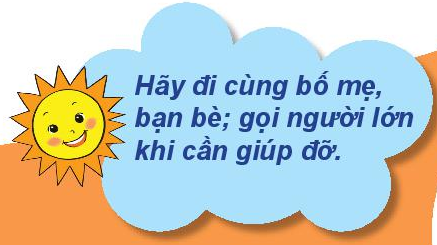 Hãy đi cùng bố mẹ,
bạn bè; gọi người lớn
khi cần giúp đỡ.